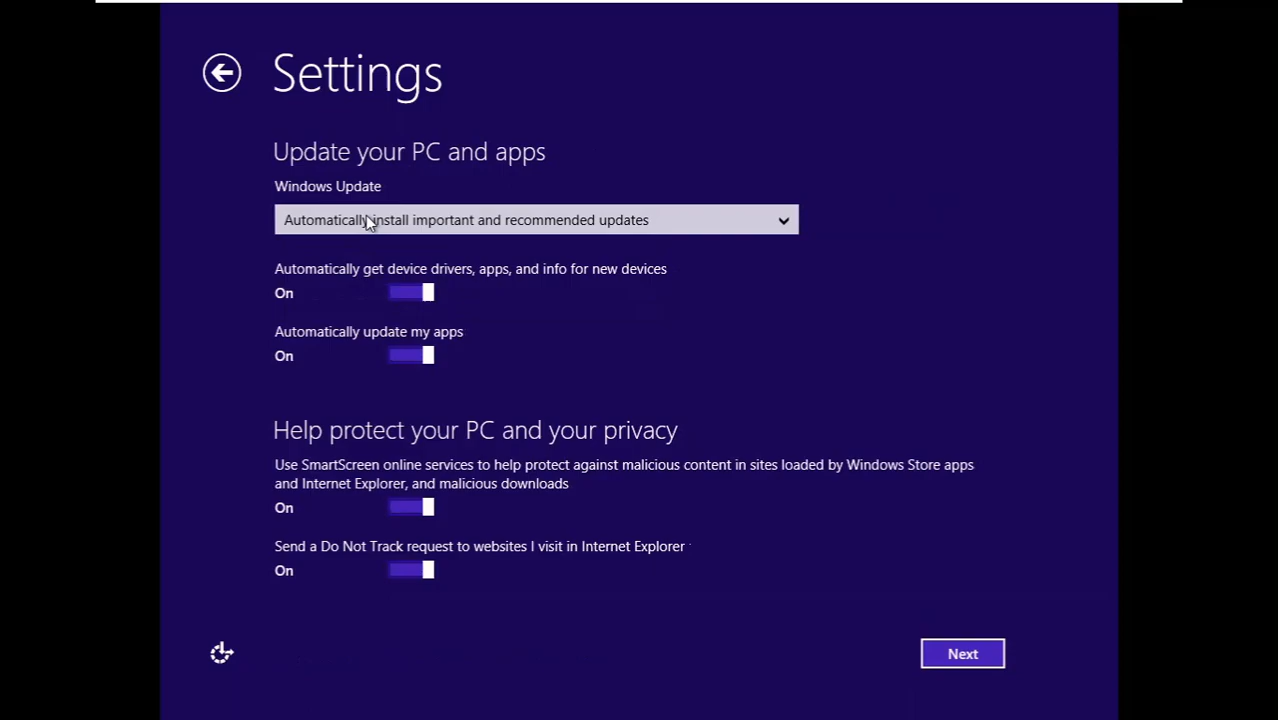 Settings
Update your PC and apps
Windows Update
Automatically install important and recommended updates
Automatically get device drivers, apps, and info for new devices
On
Automatically update my apps
On
Help protect your PC and your privacy
Use SmartScreen online services to help protect against malicious content in sites loaded by Windows Store apps
and Internet Explorer, and malicious downloads
On
Send a Do Not Track request to websites I visit in Internet Explorer
On
Next